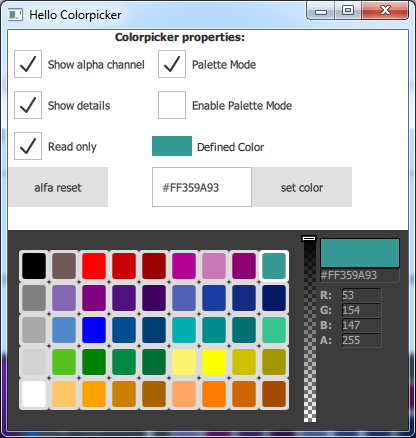 Hello Colorpicker
Colorpicker properties:
Show alpha channel
Palette Mode
Show details
Enable Palette Mode
Read only
Defined Color
alfa reset
#FF359A93
set color
#FF359A93
R: 53
G: 154
B: 147
A: 255